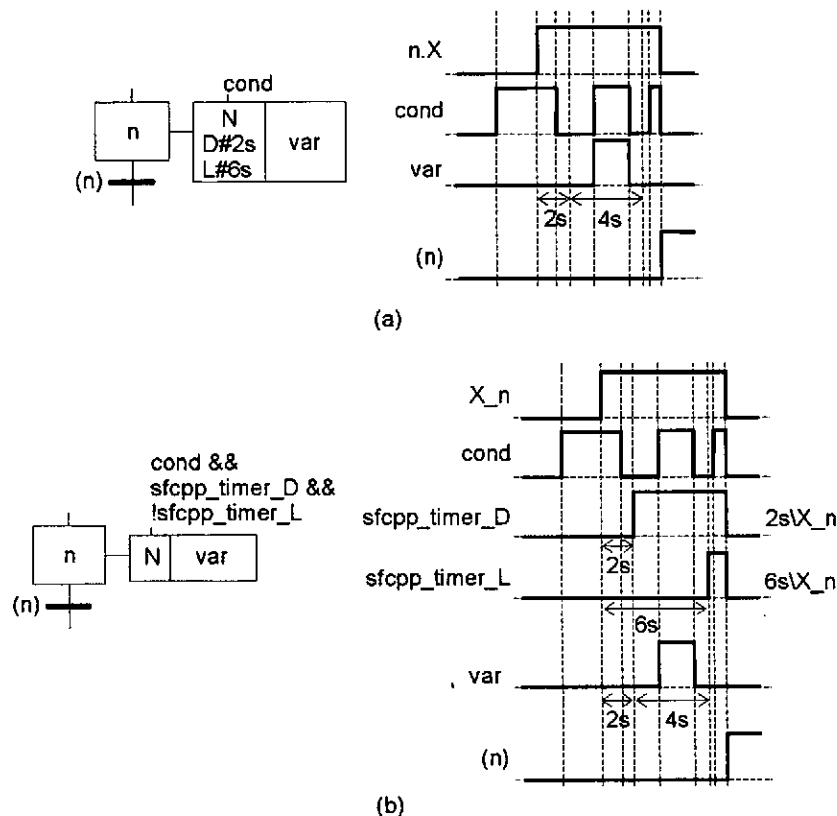 cond
n
N
D#2s
L#6s
var
(n)
n.X
cond
var
2s
4s
(n)
(a)
cond &&
sfcpp_timer_D &&
!sfcpp_timer_L
n
N
var
(n)
X_n
cond
sfcpp_timer_D
2s\X_n
2s
sfcpp_timer_L
6s\X_n
6s
var
2s
4s
(n)
(b)